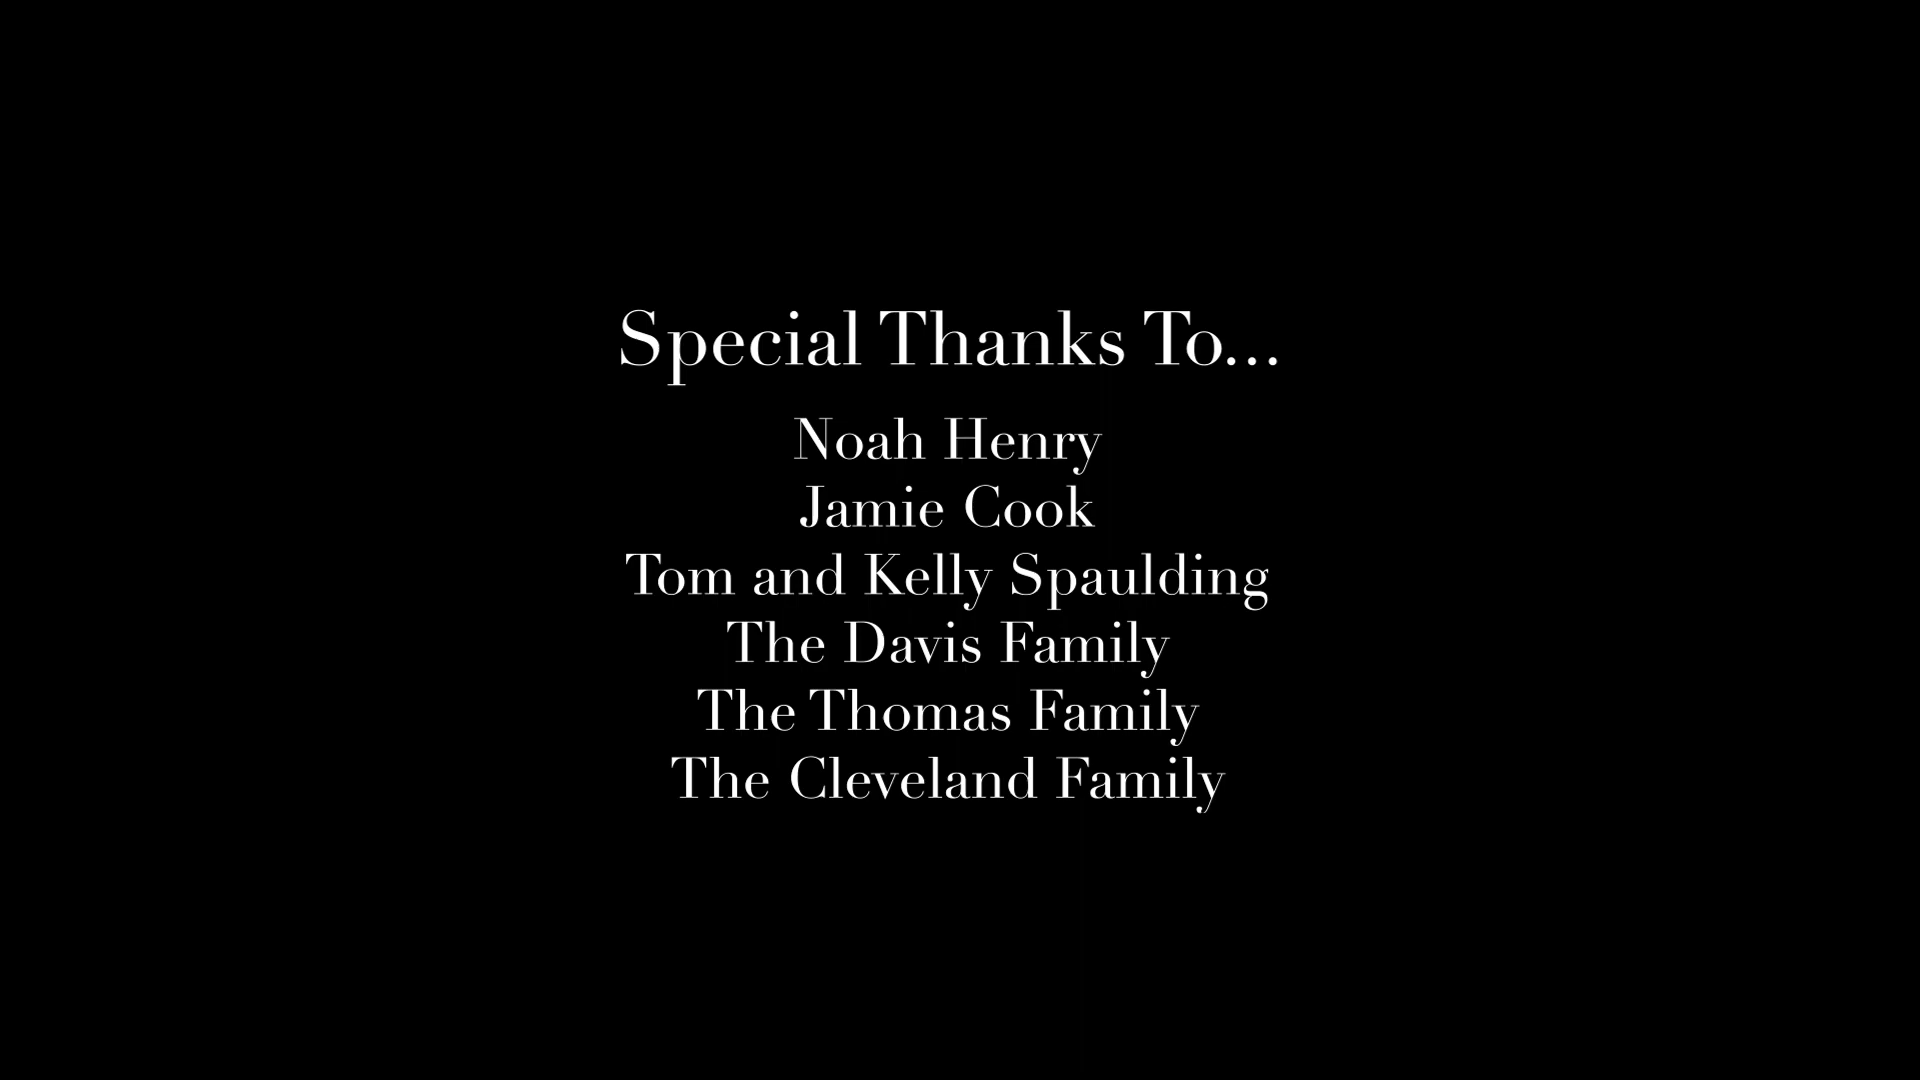 Special Thanks To...
Noah Henry
Jamie Cook
Tom and Kelly Spaulding
The Davis Family
The Thomas Family
The Cleveland Family